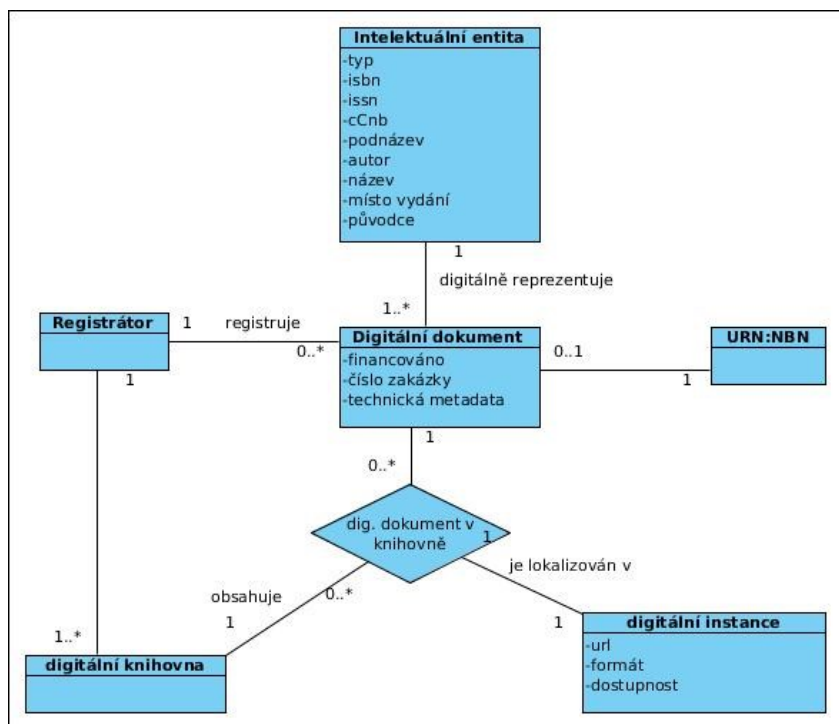 Intelektuální entita
-typ
-isbn
-issn
-cCnb
-podnázev
-autor
-název
-místo vydání
-původce
1
digitálně reprezentuje
1..*
Registrátor
1
registruje
0..*
Digitální dokument
-financováno
-číslo zakázky
-technická metadata
0..1
1
URN:NBN
1
1
0..*
dig. dokument v
knihovně
1
je lokalizován v
obsahuje
0..*
1
1
1..*
digitální knihovna
digitální instance
-url
-formát
-dostupnost